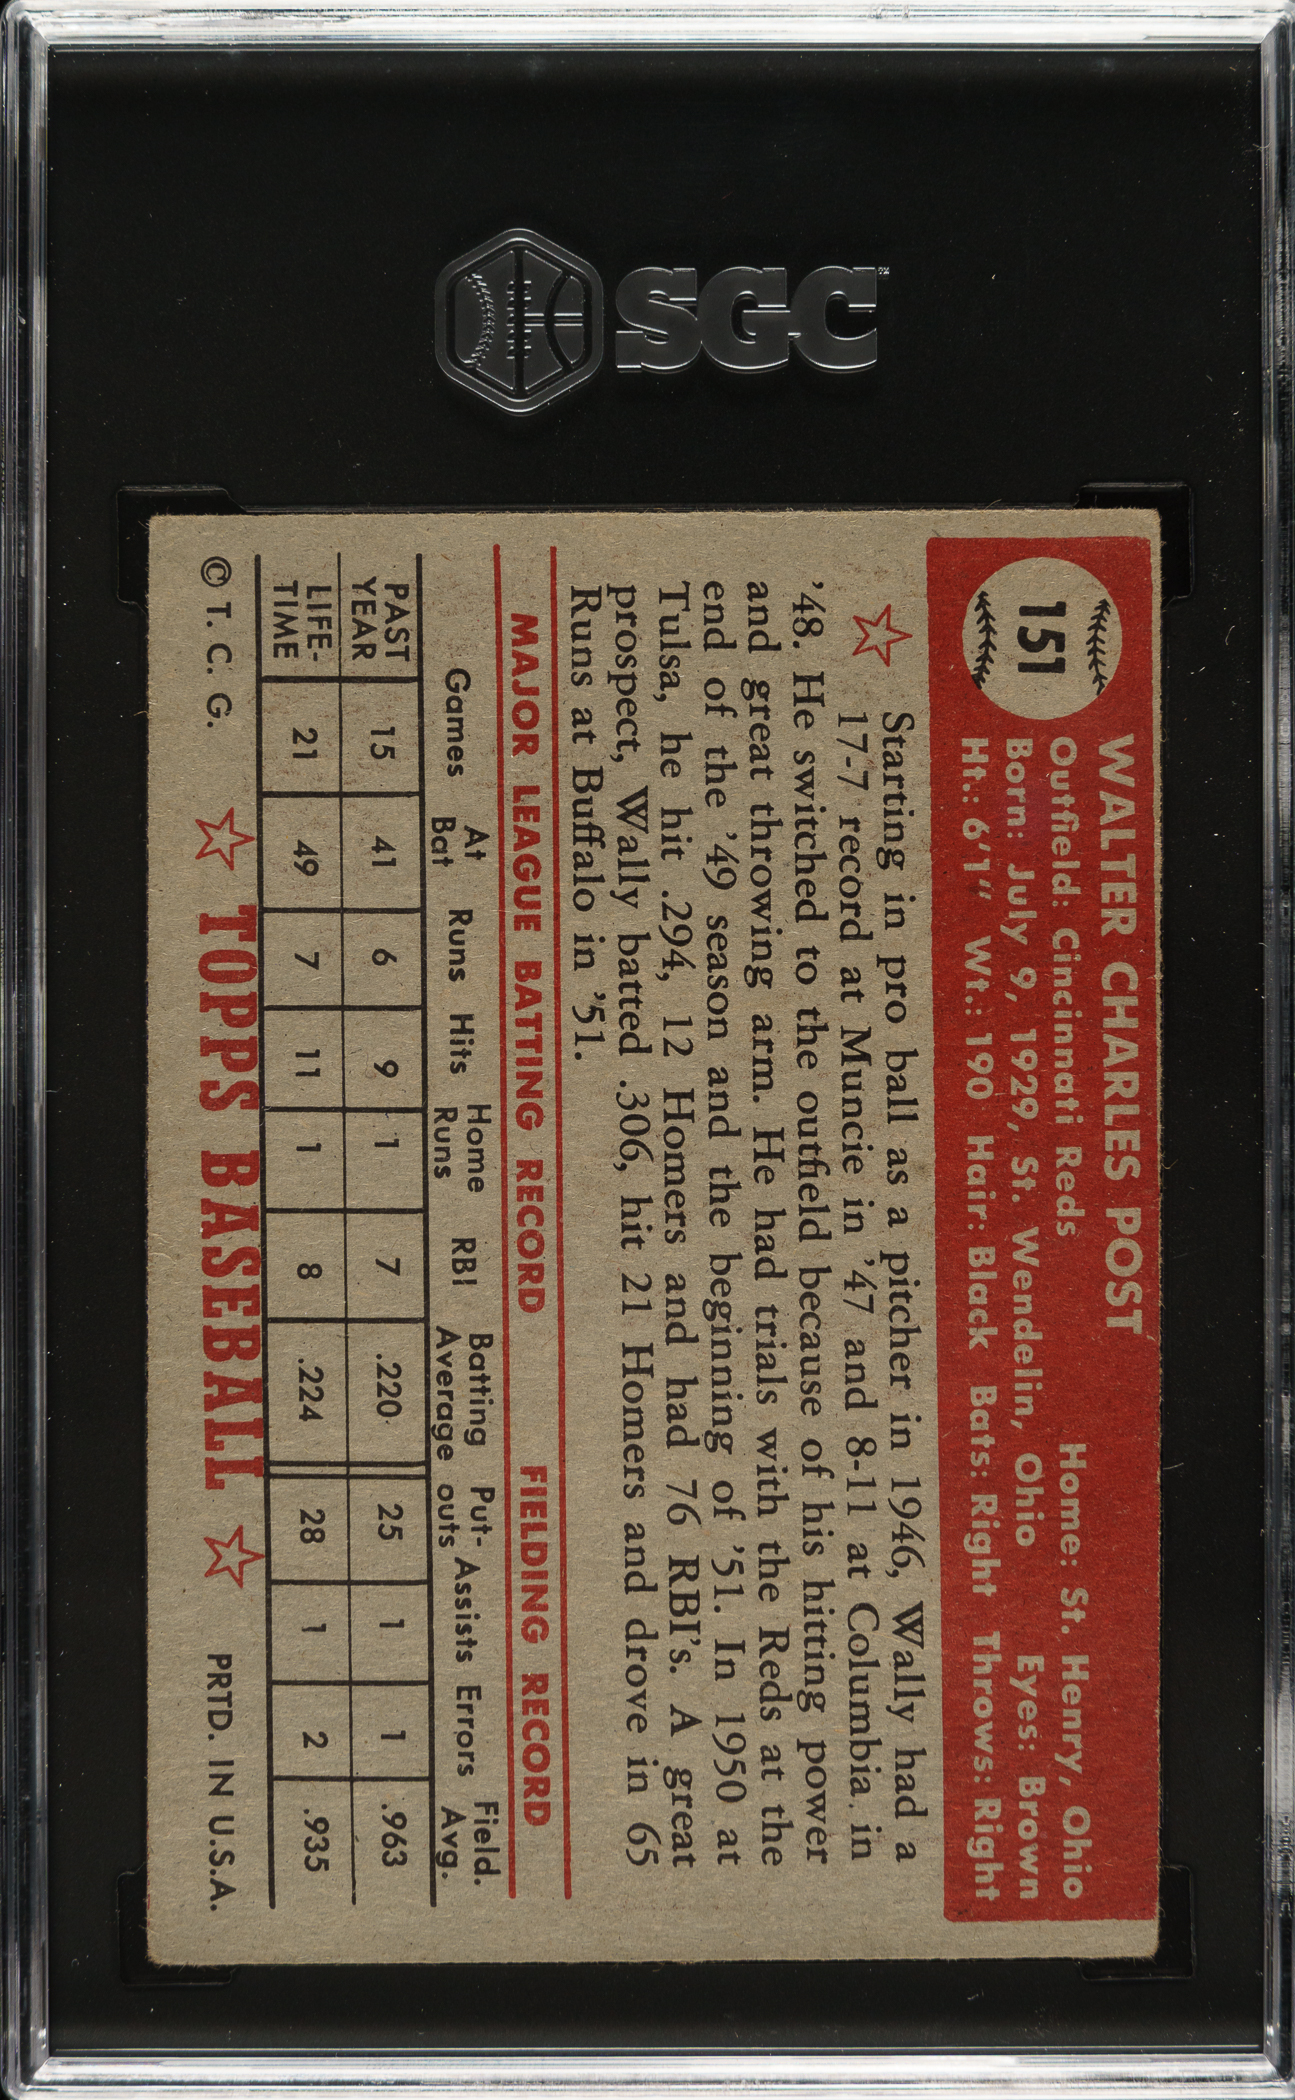 SGC
™
151
WALTER CHARLES POST
Outfield: Cincinnati Reds Home: St. Henry, Ohio
Born: July 9, 1929, St. Wendelin, Ohio Eyes: Brown
Ht.: 6'1" Wt.: 190 Hair: Black Bats: Right Throws: Right
Starting in pro ball as a pitcher in 1946, Wally had a
17-7 record at Muncie in '47 and 8-11 at Columbia in
'48. He switched to the outfield because of his hitting power
and great throwing arm. He had trials with the Reds at the
end of the '49 season and the beginning of '51. In 1950 at
Tulsa, he hit .294, 12 Homers and had 76 RBI's. A great
prospect, Wally batted .306, hit 21 Homers and drove in 65
Runs at Buffalo in '51.
MAJOR LEAGUE BATTING RECORD FIELDING RECORD
Games At Bat Runs Hits Home Runs RBI Batting Average Put-outs Assists Errors Field. Avg.
PAST YEAR 15 41 6 9 1 7 .220 25 1 1 .963
LIFE-TIME 21 49 7 11 1 8 .224 28 1 2 .935
© T. C. G. TOPPS BASEBALL PRTD. IN U.S.A.